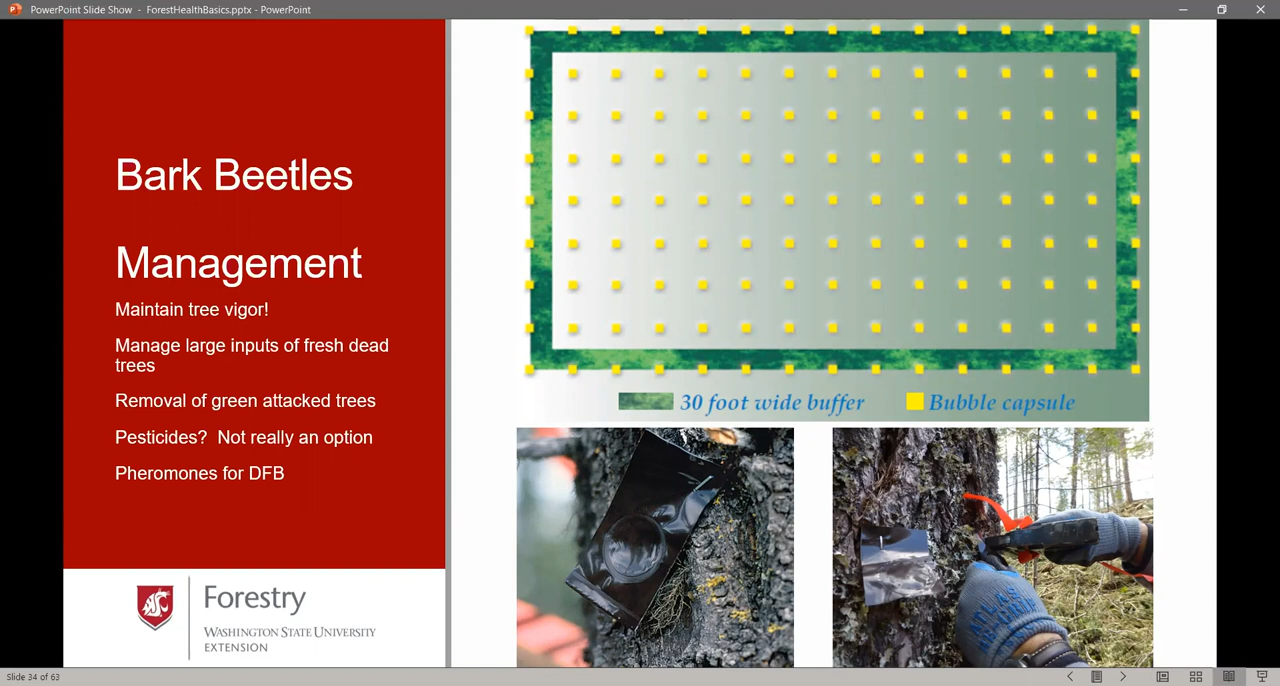 PowerPoint Slide Show - ForestHealthBasics.pptx - PowerPoint
Bark Beetles
Management
Maintain tree vigor!
Manage large inputs of fresh dead
trees
Removal of green attacked trees
Pesticides? Not really an option
Pheromones for DFB
Forestry
WASHINGTON STATE UNIVERSITY
EXTENSION
30 foot wide buffer
Bubble capsule
Slide 34 of 63